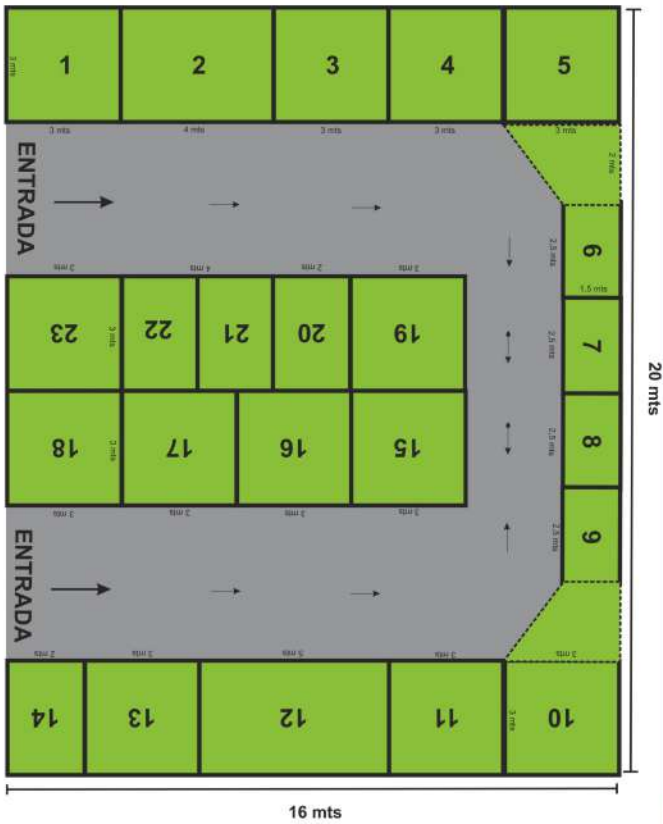 1
2
3
4
5
3 mts
3 mts
4 mts
3 mts
3 mts
3 mts
2 mts
ENTRADA
6
2,5 mts
1,5 mts
3 mts
4 mts
2 mts
3 mts
23
3 mts
22
21
20
19
7
2,5 mts
20 mts
18
3 mts
17
16
15
8
2,5 mts
3 mts
3 mts
3 mts
3 mts
9
2,5 mts
ENTRADA
2 mts
3 mts
5 mts
3 mts
3 mts
14
13
12
11
3 mts
10
16 mts